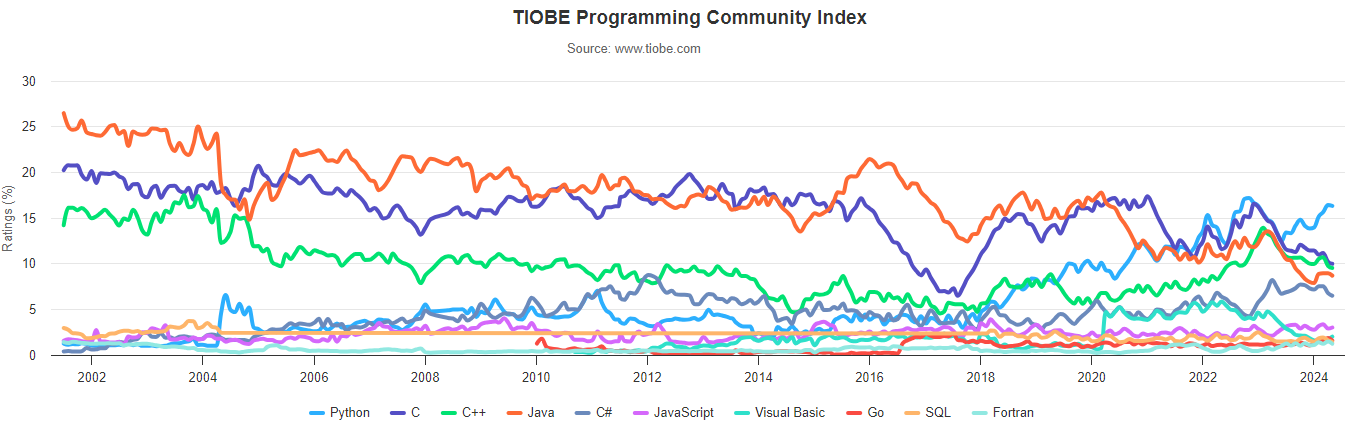 TIOBE Programming Community Index
Source: www.tiobe.com
Ratings (%)
30
25
20
15
10
5
0
2002 2004 2006 2008 2010 2012 2014 2016 2018 2020 2022 2024
Python C C++ Java C# JavaScript Visual Basic Go SQL Fortran